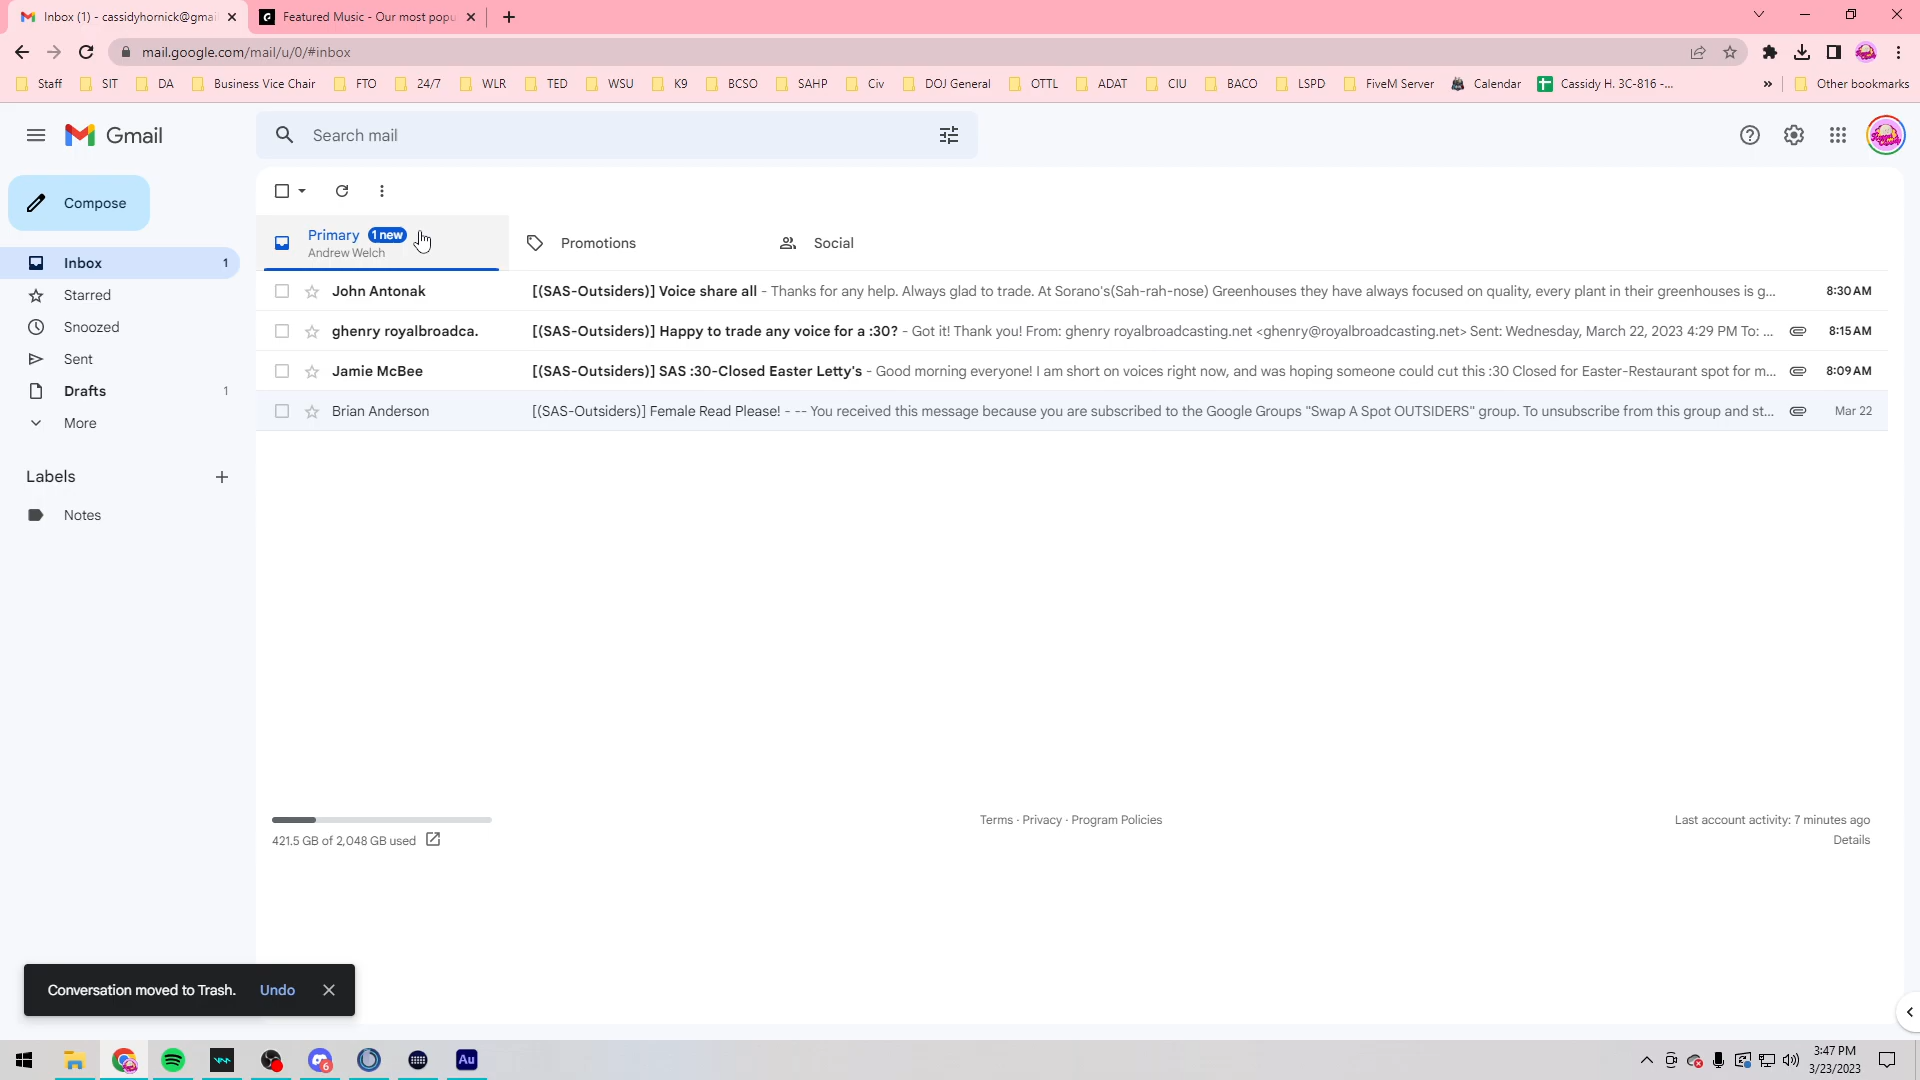 Inbox (1) - cassidyhornick@gmai
Featured Music - Our most popu
mail.google.com/mail/u/0/#inbox
Staff SIT DA Business Vice Chair FTO 24/7 WLR TED WSU K9 BCSO SAHP Civ DOJ General OTTL ADAT CIU BACO LSPD FiveM Server Calendar Cassidy H. 3C-816 -... » Other bookmarks
Gmail
Search mail
Compose
Primary 1 new
Andrew Welch
Promotions
Social
Inbox 1
Starred
Snoozed
Sent
Drafts 1
More
Labels
Notes
John Antonak [(SAS-Outsiders)] Voice share all - Thanks for any help. Always glad to trade. At Sorano's(Sah-rah-nose) Greenhouses they have always focused on quality, every plant in their greenhouses is g... 8:30 AM
ghenry royalbroadca. [(SAS-Outsiders)] Happy to trade any voice for a :30? - Got it! Thank you! From: ghenry royalbroadcasting.net <ghenry@royalbroadcasting.net> Sent: Wednesday, March 22, 2023 4:29 PM To: ... 8:15 AM
Jamie McBee [(SAS-Outsiders)] SAS :30-Closed Easter Letty's - Good morning everyone! I am short on voices right now, and was hoping someone could cut this :30 Closed for Easter-Restaurant spot for m... 8:09 AM
Brian Anderson [(SAS-Outsiders)] Female Read Please! - -- You received this message because you are subscribed to the Google Groups "Swap A Spot OUTSIDERS" group. To unsubscribe from this group and st... Mar 22
421.5 GB of 2,048 GB used
Terms · Privacy · Program Policies
Last account activity: 7 minutes ago
Details
Conversation moved to Trash. Undo
6
Au
3:47 PM
3/23/2023